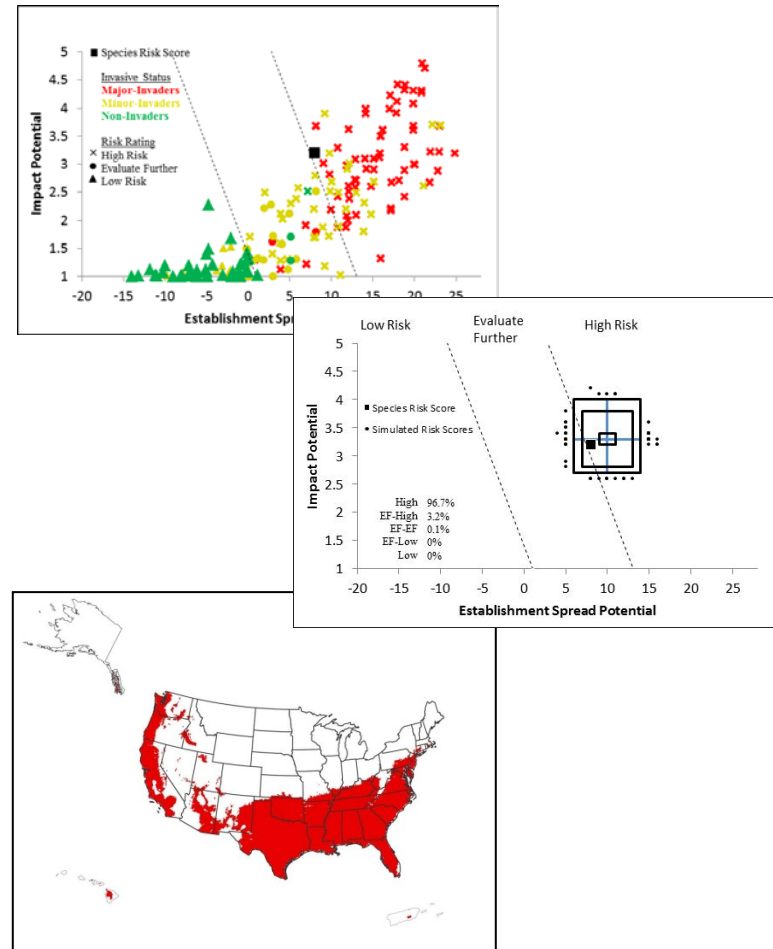 5
4.5
4
3.5
3
2.5
2
1.5
1
Impact Potential
Species Risk Score
Invasive Status
Major-Invaders
Minor-Invaders
Non-Invaders
Risk Rating
High Risk
Evaluate Further
Low Risk
-20 -15 -10 -5 0 5 10 15 20 25
Establishment Spre
Low Risk
Evaluate
Further
High Risk
5
4.5
4
3.5
3
2.5
2
1.5
1
Impact Potential
Species Risk Score
Simulated Risk Scores
High 96.7%
EF-High 3.2%
EF-EF 0.1%
EF-Low 0%
Low 0%
-20 -15 -10 -5 0 5 10 15 20 25
Establishment Spread Potential